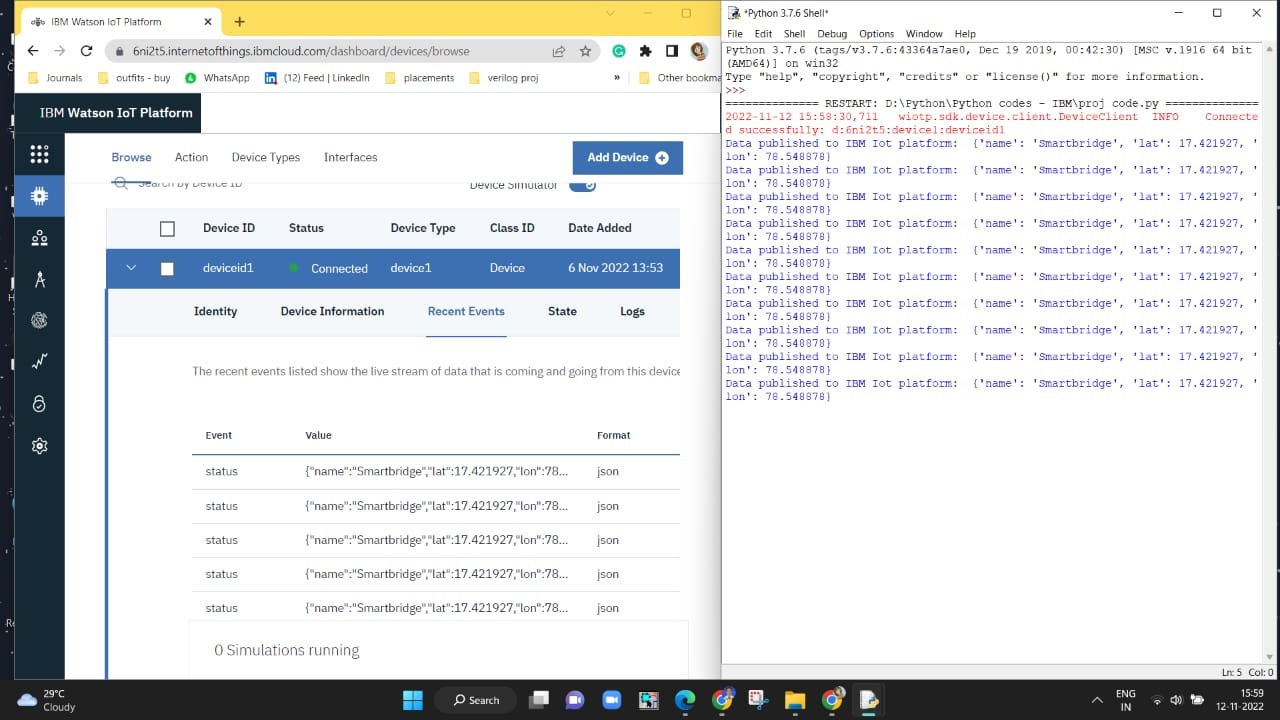 IBM Watson IoT Platform
6ni2t5.internetofthings.ibmcloud.com/dashboard/devices/browse
Journals outfits - buy WhatsApp (12) Feed | LinkedIn placements verilog proj » Other bookma
IBM Watson IoT Platform
Browse Action Device Types Interfaces Add Device
Search by Device ID Device Simulator
Device ID Status Device Type Class ID Date Added
deviceid1 Connected device1 Device 6 Nov 2022 13:53
Identity Device Information Recent Events State Logs
The recent events listed show the live stream of data that is coming and going from this device
Event Value Format
status {"name":"Smartbridge","lat":17.421927,"lon":78... json
status {"name":"Smartbridge","lat":17.421927,"lon":78... json
status {"name":"Smartbridge","lat":17.421927,"lon":78... json
status {"name":"Smartbridge","lat":17.421927,"lon":78... json
status {"name":"Smartbridge","lat":17.421927,"lon":78... json
0 Simulations running
*Python 3.7.6 Shell*
File Edit Shell Debug Options Window Help
Python 3.7.6 (tags/v3.7.6:43364a7ae0, Dec 19 2019, 00:42:30) [MSC v.1916 64 bit
(AMD64)] on win32
Type "help", "copyright", "credits" or "license()" for more information.
>>>
============== RESTART: D:\Python\Python codes - IBM\proj code.py ==============
2022-11-12 15:58:30,711 wiotp.sdk.device.client.DeviceClient INFO Connecte
d successfully: d:6ni2t5:device1:deviceid1
Data published to IBM Iot platform: {'name': 'Smartbridge', 'lat': 17.421927, '
lon': 78.548878}
Data published to IBM Iot platform: {'name': 'Smartbridge', 'lat': 17.421927, '
lon': 78.548878}
Data published to IBM Iot platform: {'name': 'Smartbridge', 'lat': 17.421927, '
lon': 78.548878}
Data published to IBM Iot platform: {'name': 'Smartbridge', 'lat': 17.421927, '
lon': 78.548878}
Data published to IBM Iot platform: {'name': 'Smartbridge', 'lat': 17.421927, '
lon': 78.548878}
Data published to IBM Iot platform: {'name': 'Smartbridge', 'lat': 17.421927, '
lon': 78.548878}
Data published to IBM Iot platform: {'name': 'Smartbridge', 'lat': 17.421927, '
lon': 78.548878}
Data published to IBM Iot platform: {'name': 'Smartbridge', 'lat': 17.421927, '
lon': 78.548878}
Data published to IBM Iot platform: {'name': 'Smartbridge', 'lat': 17.421927, '
lon': 78.548878}
Data published to IBM Iot platform: {'name': 'Smartbridge', 'lat': 17.421927, '
lon': 78.548878}
Ln: 5 Col: 0
29°C
Cloudy
Search
ENG
IN
15:59
12-11-2022